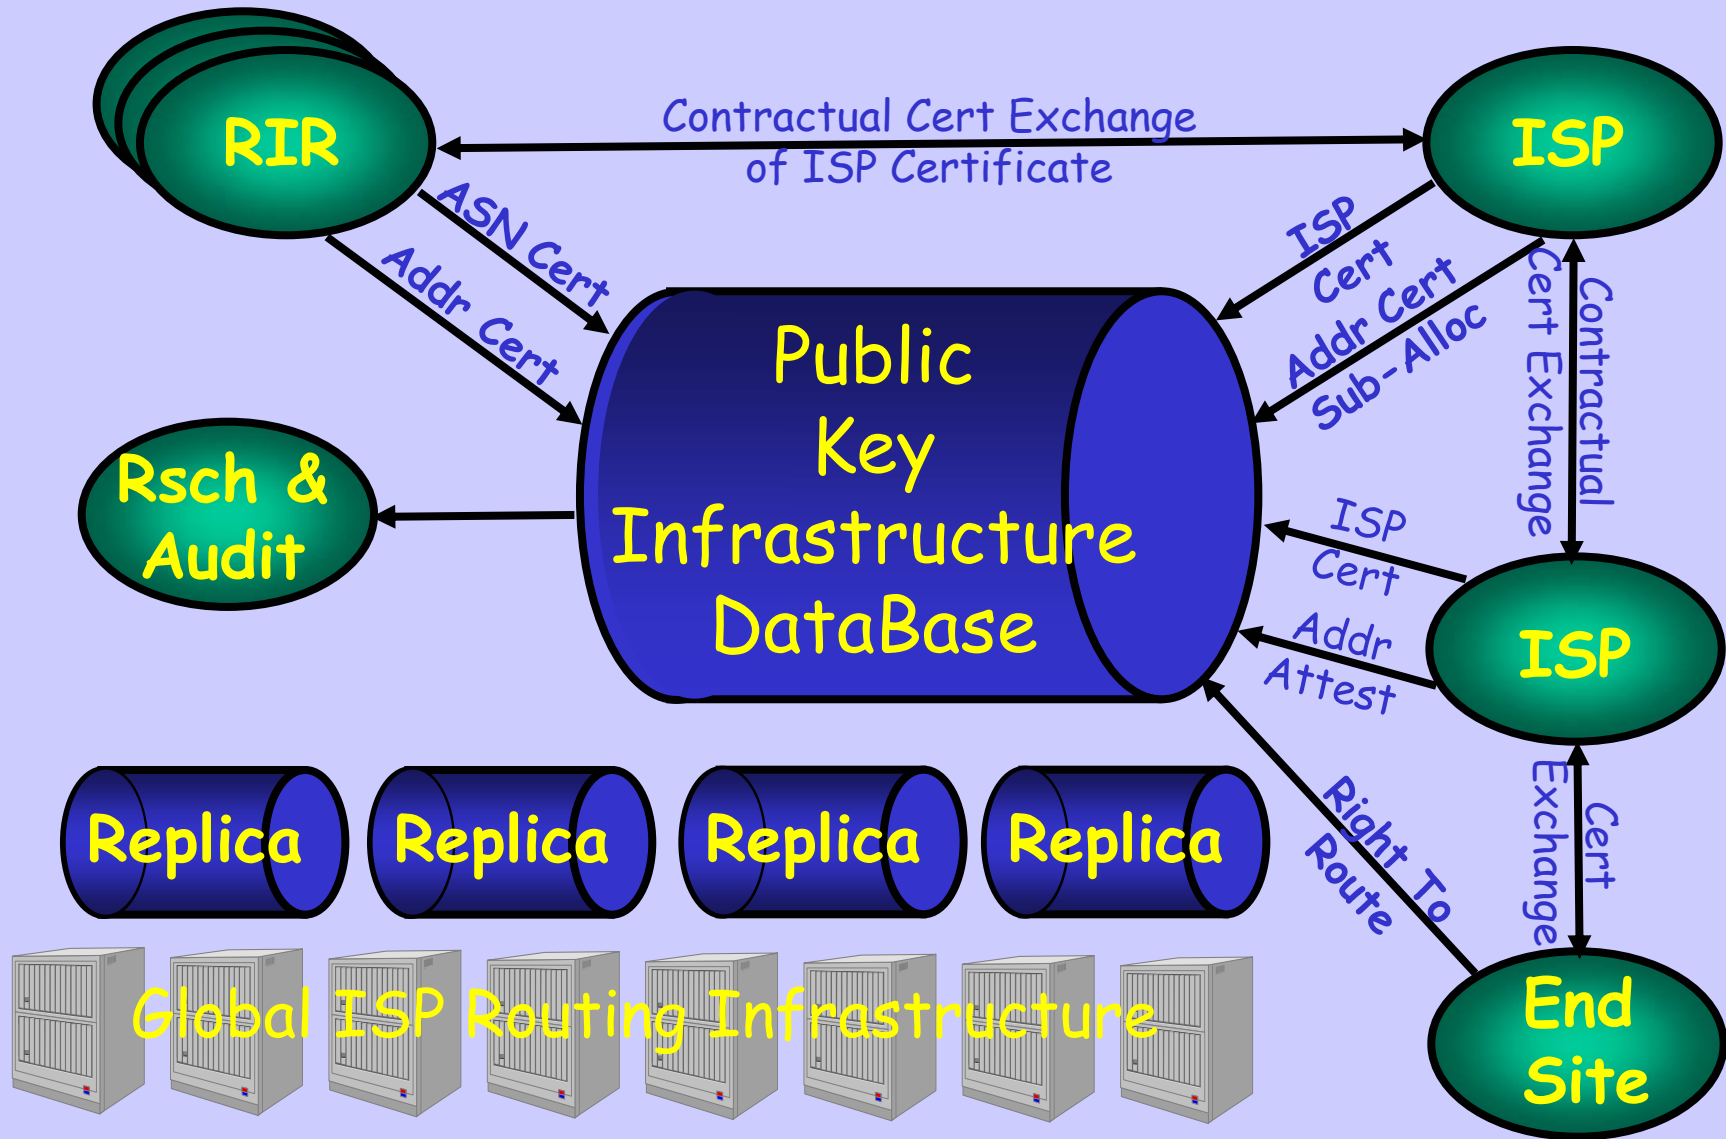 RIR
Contractual Cert Exchange
of ISP Certificate
ISP
ASN Cert
Addr Cert
ISP
Cert
Addr Cert
Sub-Alloc
Contractual
Cert Exchange
Public
Key
Infrastructure
DataBase
Rsch &
Audit
ISP
Cert
Addr
Attest
ISP
Right To
Route
Cert
Exchange
Replica
Replica
Replica
Replica
Global ISP Routing Infrastructure
End
Site